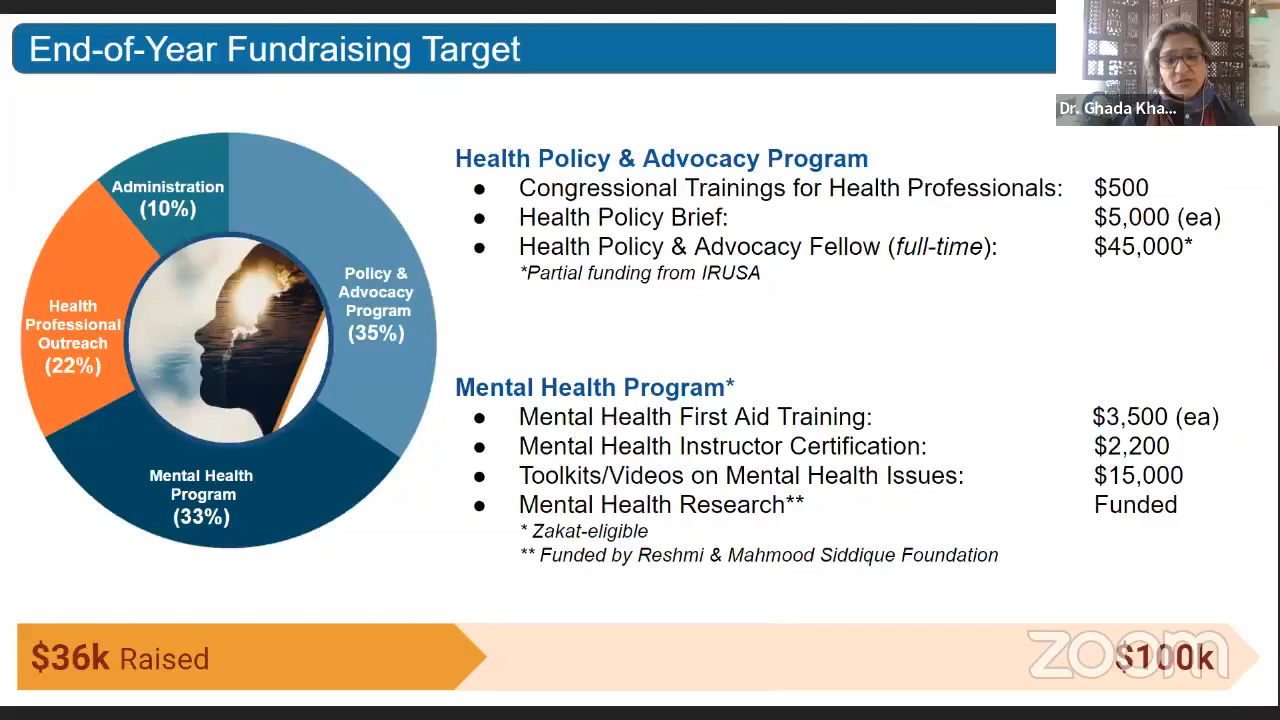 End-of-Year Fundraising Target
Dr. Ghada Kha...
Administration
(10%)
Policy &
Advocacy
Program
(35%)
Health
Professional
Outreach
(22%)
Mental Health
Program
(33%)
Health Policy & Advocacy Program
● Congressional Trainings for Health Professionals: $500
● Health Policy Brief: $5,000 (ea)
● Health Policy & Advocacy Fellow (full-time): $45,000*
*Partial funding from IRUSA
Mental Health Program*
● Mental Health First Aid Training: $3,500 (ea)
● Mental Health Instructor Certification: $2,200
● Toolkits/Videos on Mental Health Issues: $15,000
● Mental Health Research** Funded
* Zakat-eligible
** Funded by Reshmi & Mahmood Siddique Foundation
$36k Raised
$100k
zoom